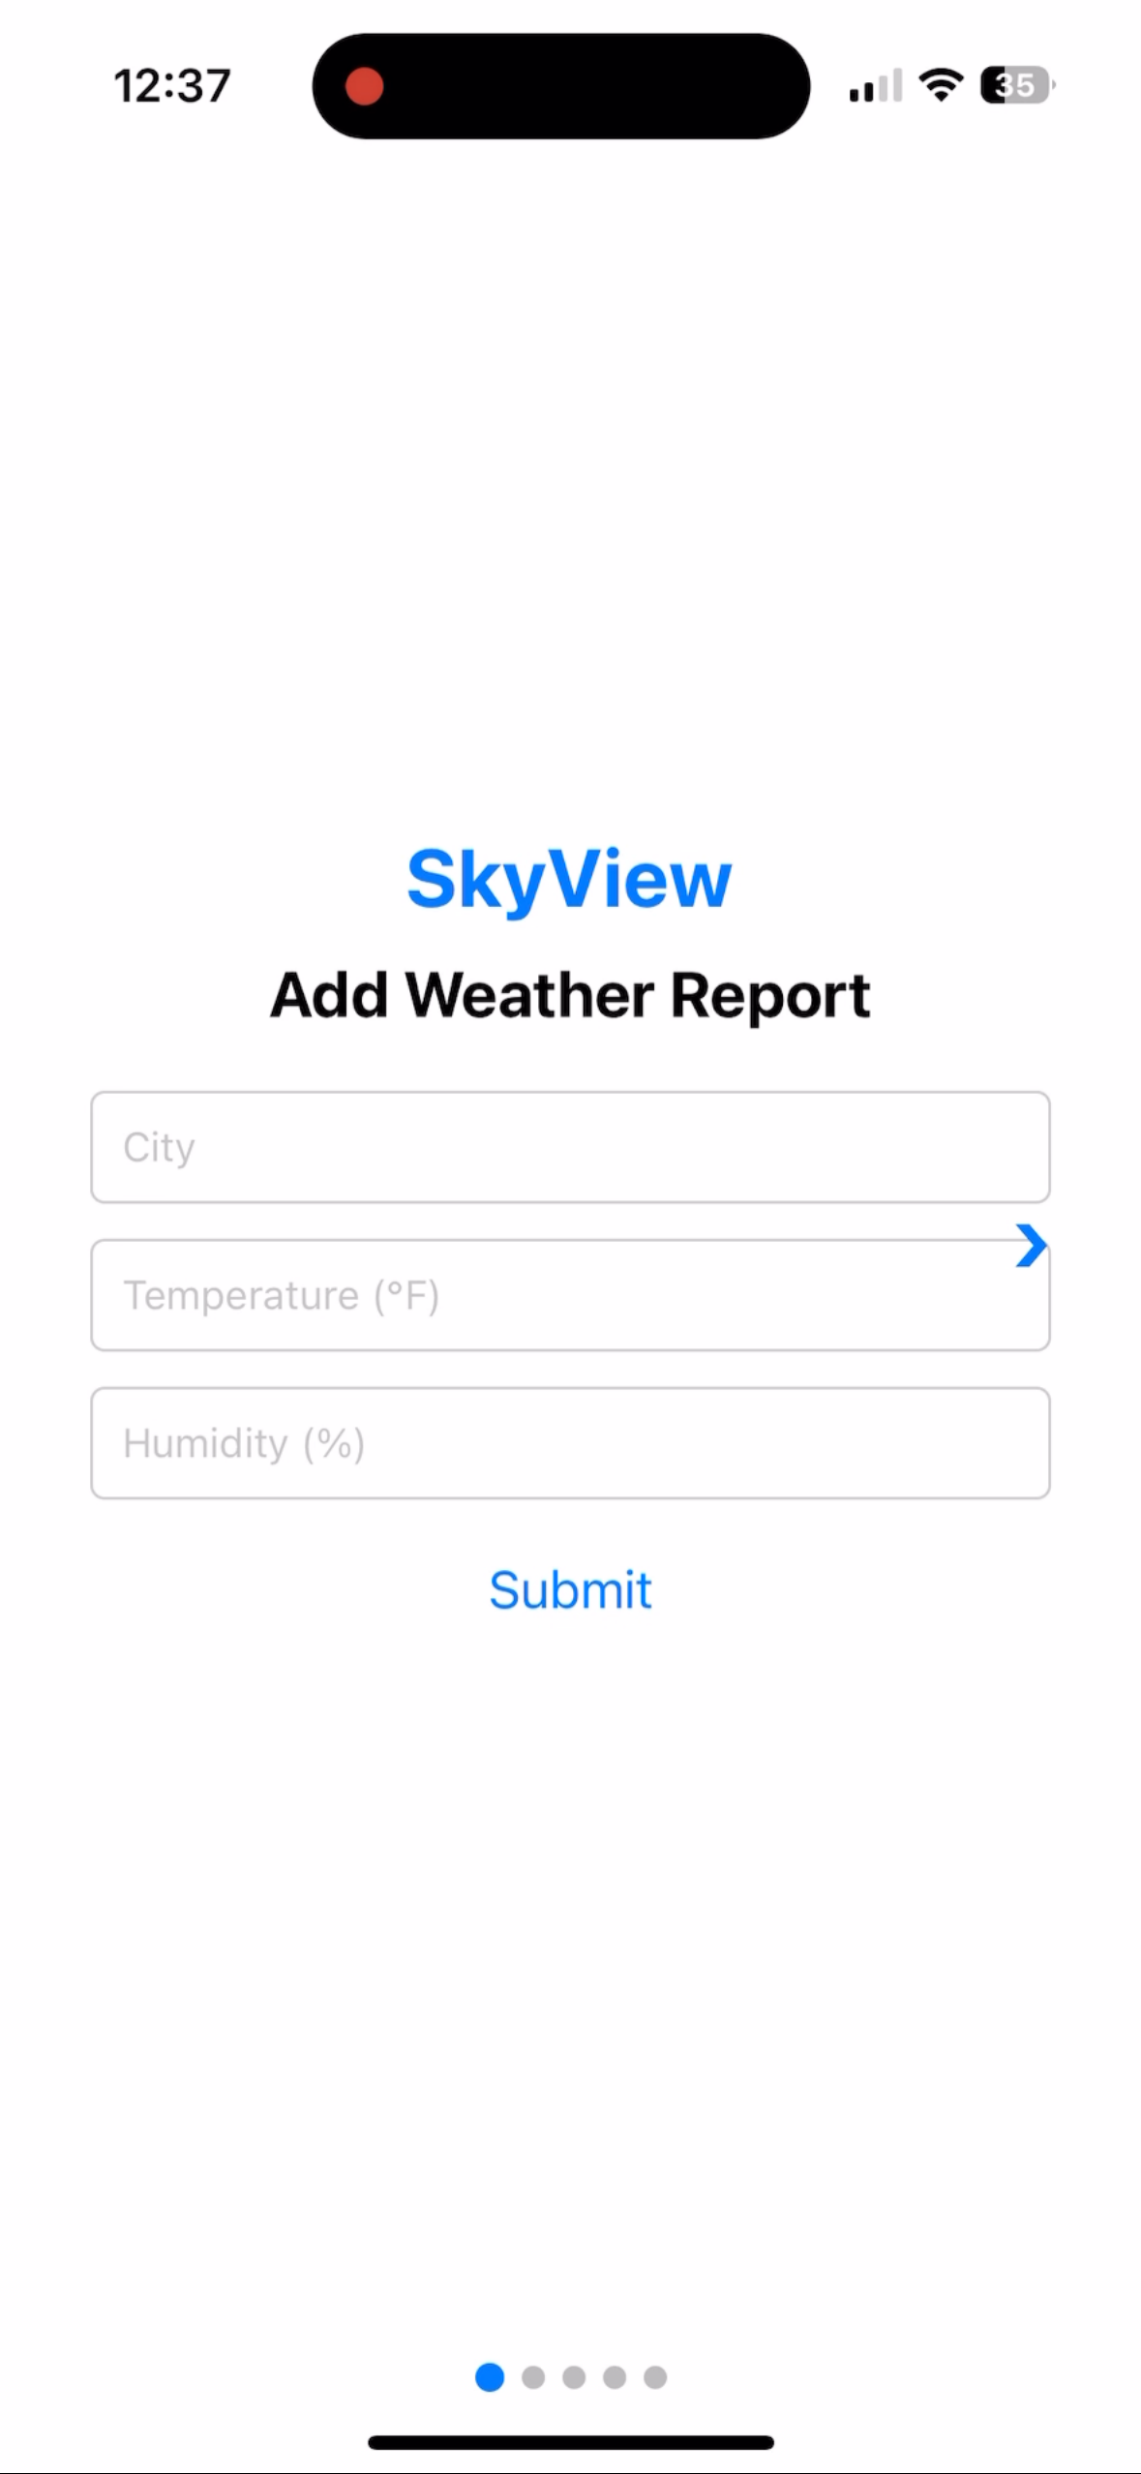 12:37
35
SkyView
Add Weather Report
City
Temperature (°F)
Humidity (%)
Submit